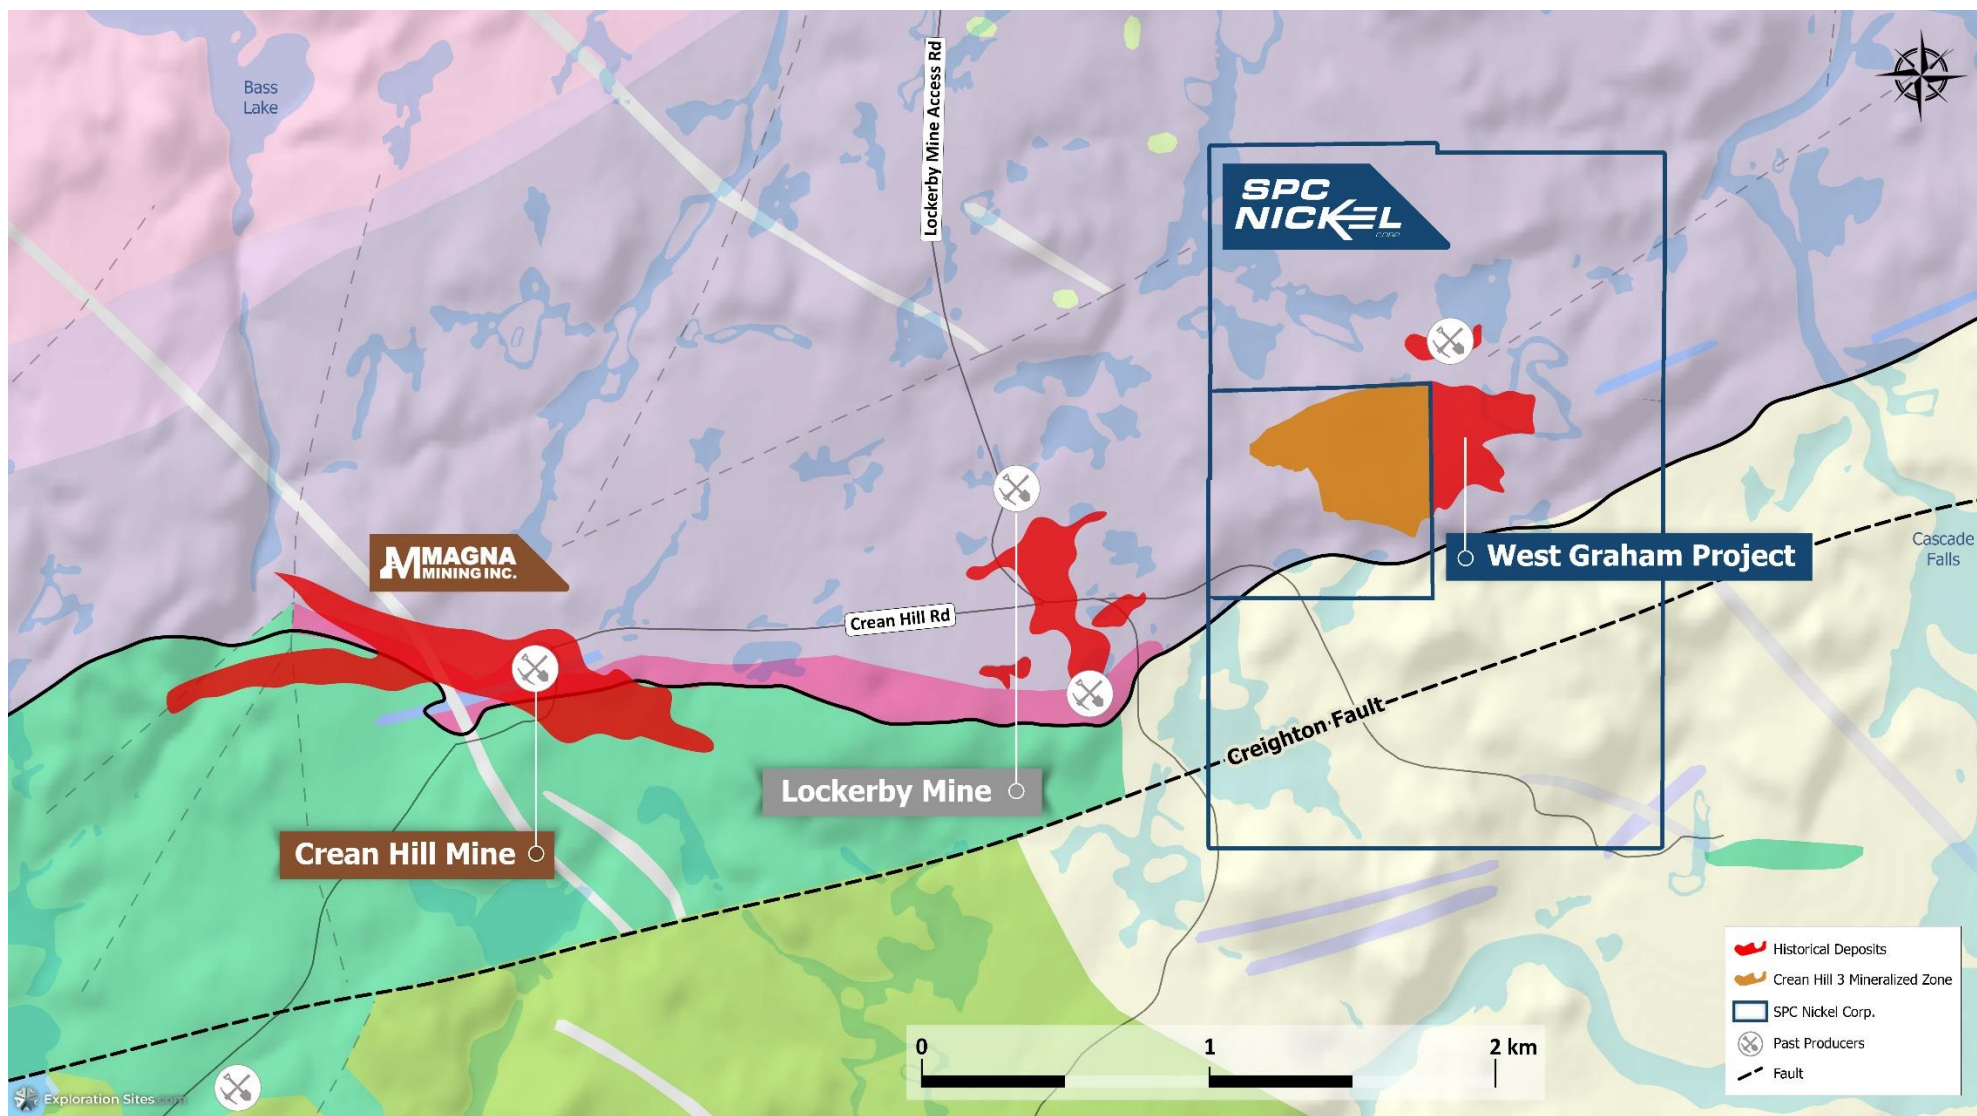 Bass
Lake
Lockerby Mine Access Rd
SPC
NICKEL
CORP.
MAGNA
MINING INC.
Crean Hill Rd
West Graham Project
Cascade
Falls
Creighton Fault
Lockerby Mine
Crean Hill Mine
Historical Deposits
Crean Hill 3 Mineralized Zone
SPC Nickel Corp.
Past Producers
Fault
0 1 2 km
Exploration Sites.com